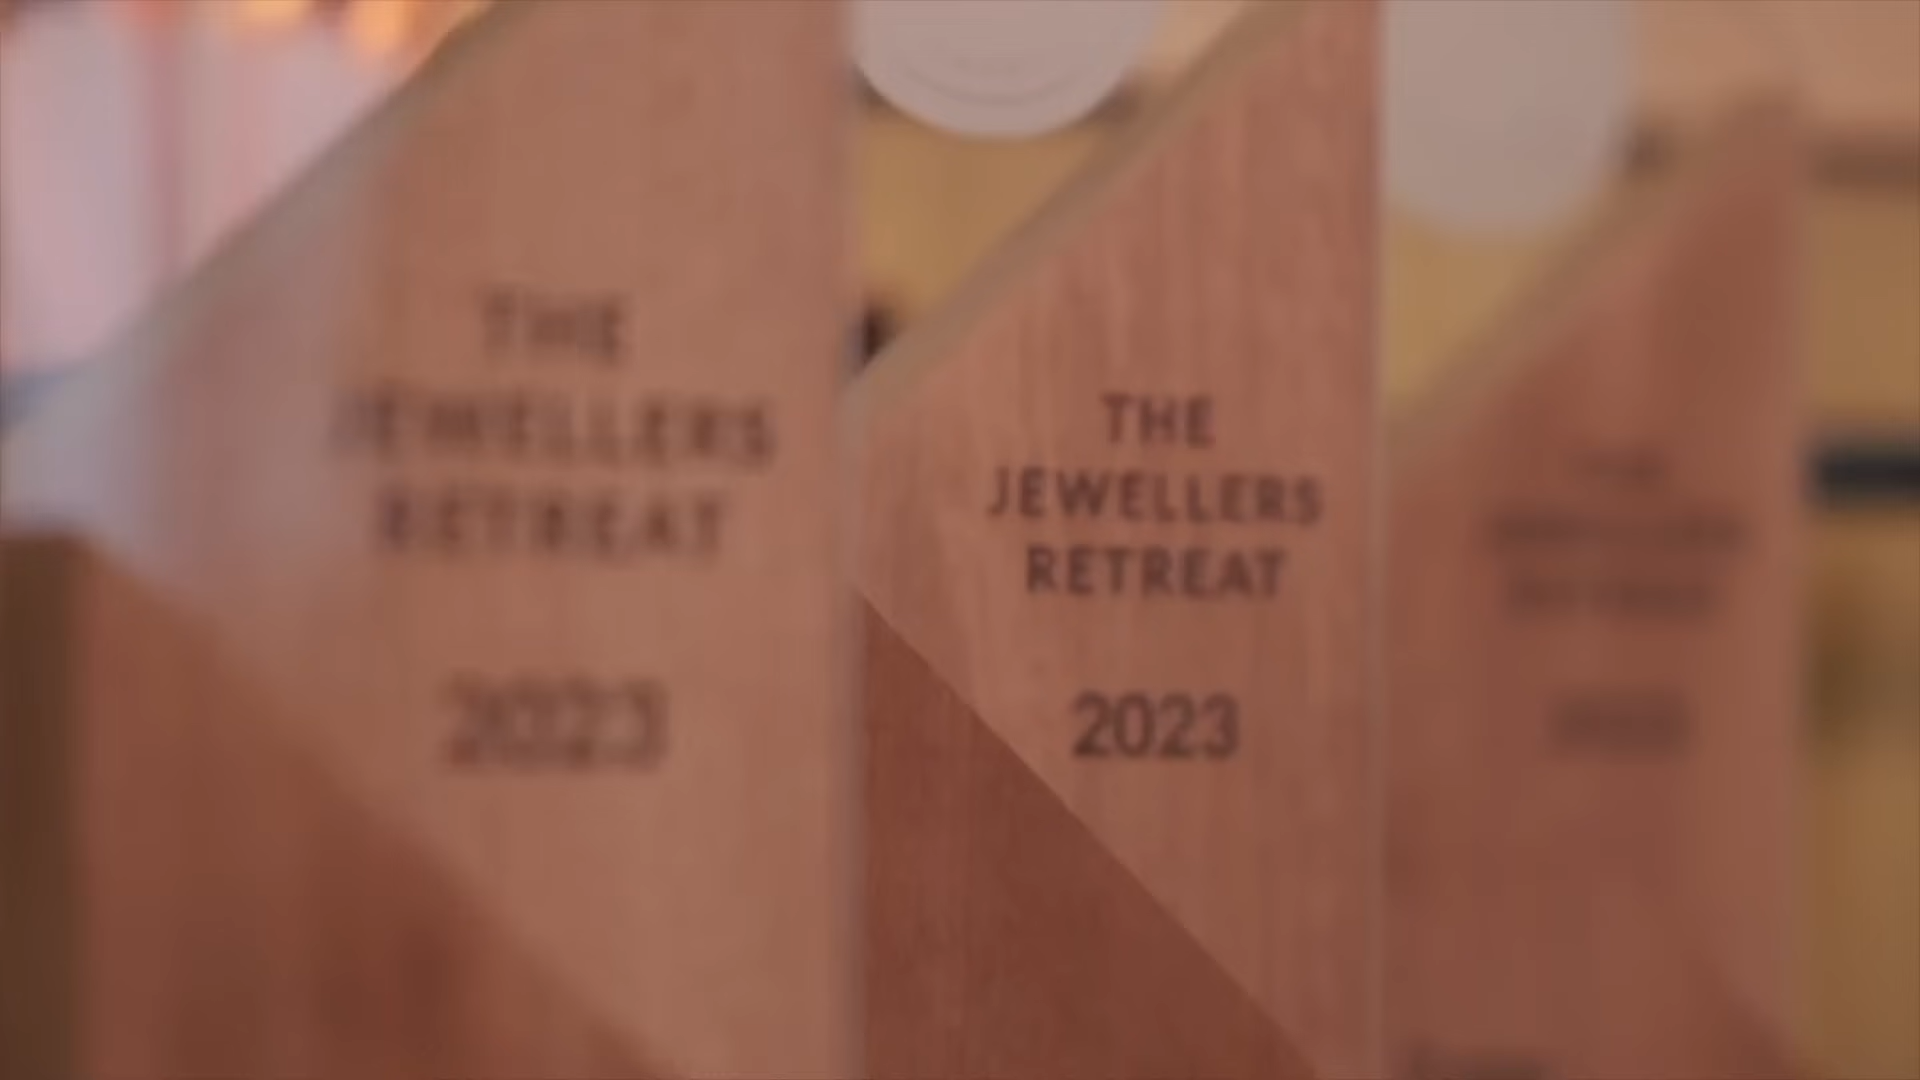 THE
JEWELLERS
RETREAT
2023
THE
JEWELLERS
RETREAT
2023